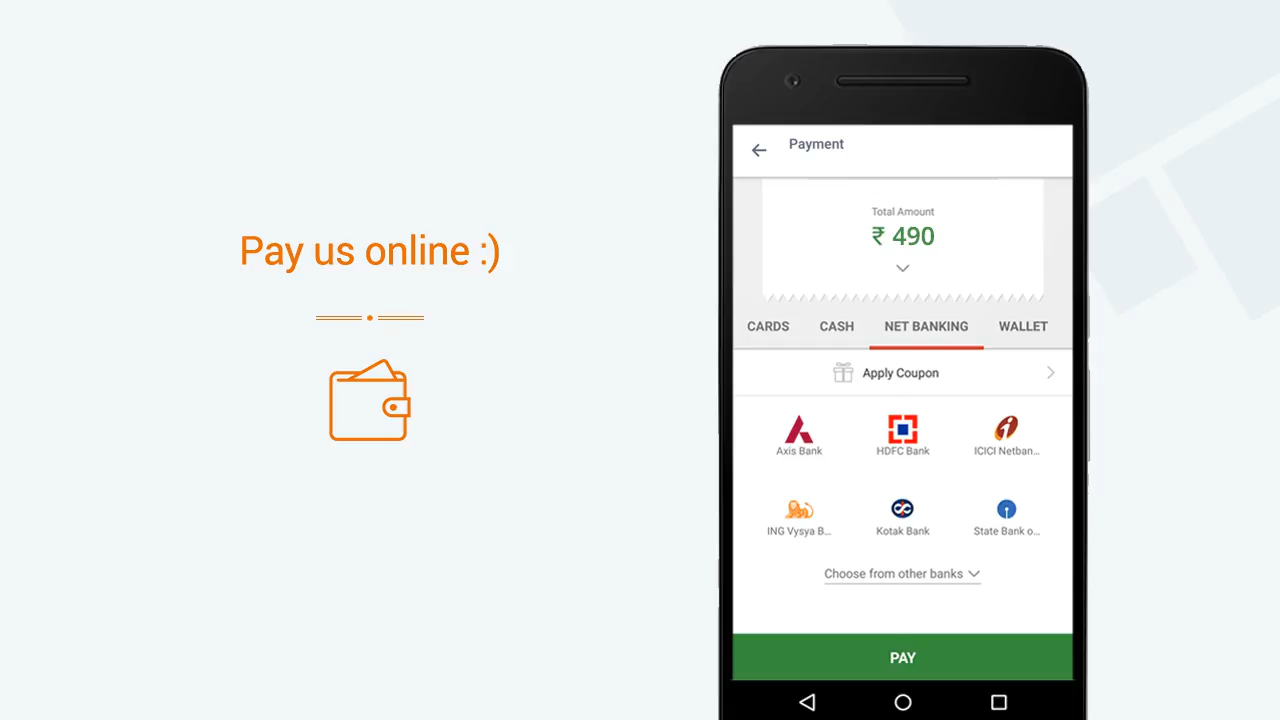 Pay us online :)
Payment
Total Amount
₹ 490
CARDS CASH NET BANKING WALLET
Apply Coupon
Axis Bank HDFC Bank ICICI Netban...
ING Vysya B... Kotak Bank State Bank o...
Choose from other banks
PAY